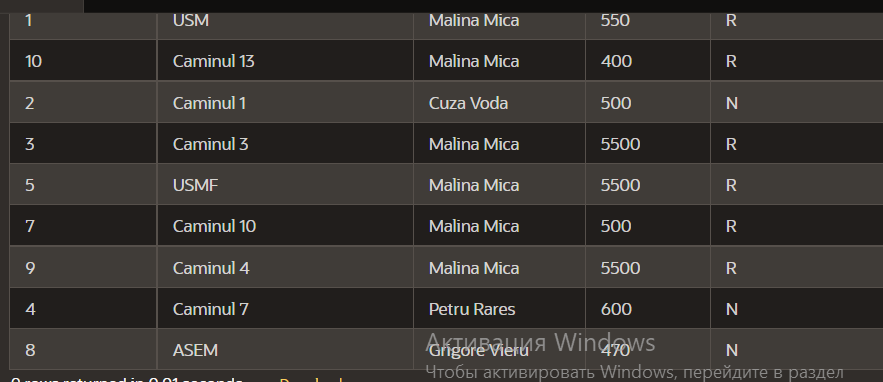 1 USM Malina Mica 550 R
10 Caminul 13 Malina Mica 400 R
2 Caminul 1 Cuza Voda 500 N
3 Caminul 3 Malina Mica 5500 R
5 USMF Malina Mica 5500 R
7 Caminul 10 Malina Mica 500 R
9 Caminul 4 Malina Mica 5500 R
4 Caminul 7 Petru Rares 600 N
Активация Windows
8 ASEM Grigore Vieru 470 N
Чтобы активировать Windows, перейдите в раздел
rows returned in 0.01 seconds